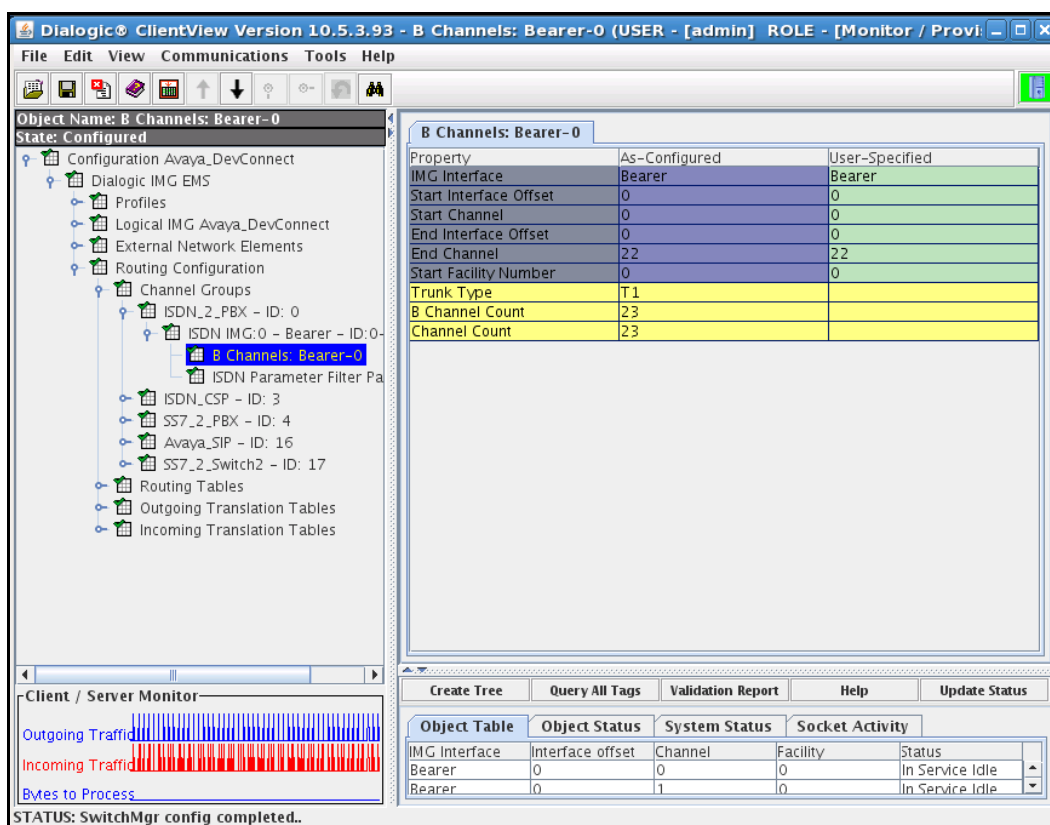 Dialogic® ClientView Version 10.5.3.93 - B Channels: Bearer-0 (USER - [admin] ROLE - [Monitor / Provi:
File Edit View Communications Tools Help
Object Name: B Channels: Bearer-0
State: Configured
Configuration Avaya_DevConnect
Dialogic IMG EMS
Profiles
Logical IMG Avaya_DevConnect
External Network Elements
Routing Configuration
Channel Groups
ISDN_2_PBX - ID: 0
ISDN IMG:0 - Bearer - ID:0-
B Channels: Bearer-0
ISDN Parameter Filter Pa
ISDN_CSP - ID: 3
SS7_2_PBX - ID: 4
Avaya_SIP - ID: 16
SS7_2_Switch2 - ID: 17
Routing Tables
Outgoing Translation Tables
Incoming Translation Tables
B Channels: Bearer-0
Property As-Configured User-Specified
IMG Interface Bearer Bearer
Start Interface Offset 0 0
Start Channel 0 0
End Interface Offset 0 0
End Channel 22 22
Start Facility Number 0 0
Trunk Type T1
B Channel Count 23
Channel Count 23
Create Tree Query All Tags Validation Report Help Update Status
Object Table Object Status System Status Socket Activity
IMG Interface Interface offset Channel Facility Status
Bearer 0 0 0 In Service Idle
Bearer 0 1 0 In Service Idle
Client / Server Monitor
Outgoing Traffic
Incoming Traffic
Bytes to Process
STATUS: SwitchMgr config completed..